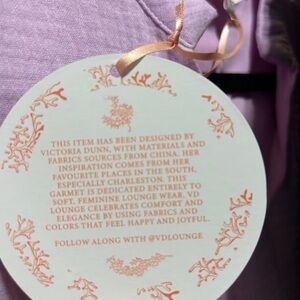 THIS ITEM HAS BEEN DESIGNED BY
VICTORIA DUNN, WITH MATERIALS AND
FABRICS SOURCES FROM CHINA. HER
INSPIRATION COMES FROM HER
FAVOURITE PLACES IN THE SOUTH,
ESPECIALLY CHARLESTON. THIS
GARMET IS DEDICATED ENTIRELY TO
SOFT, FEMININE LOUNGE WEAR. VD
LOUNGE CELEBRATES COMFORT AND
ELEGANCE BY USING FABRICS AND
COLORS THAT FEEL HAPPY AND JOYFUL.
FOLLOW ALONG WITH @VDLOUNGE